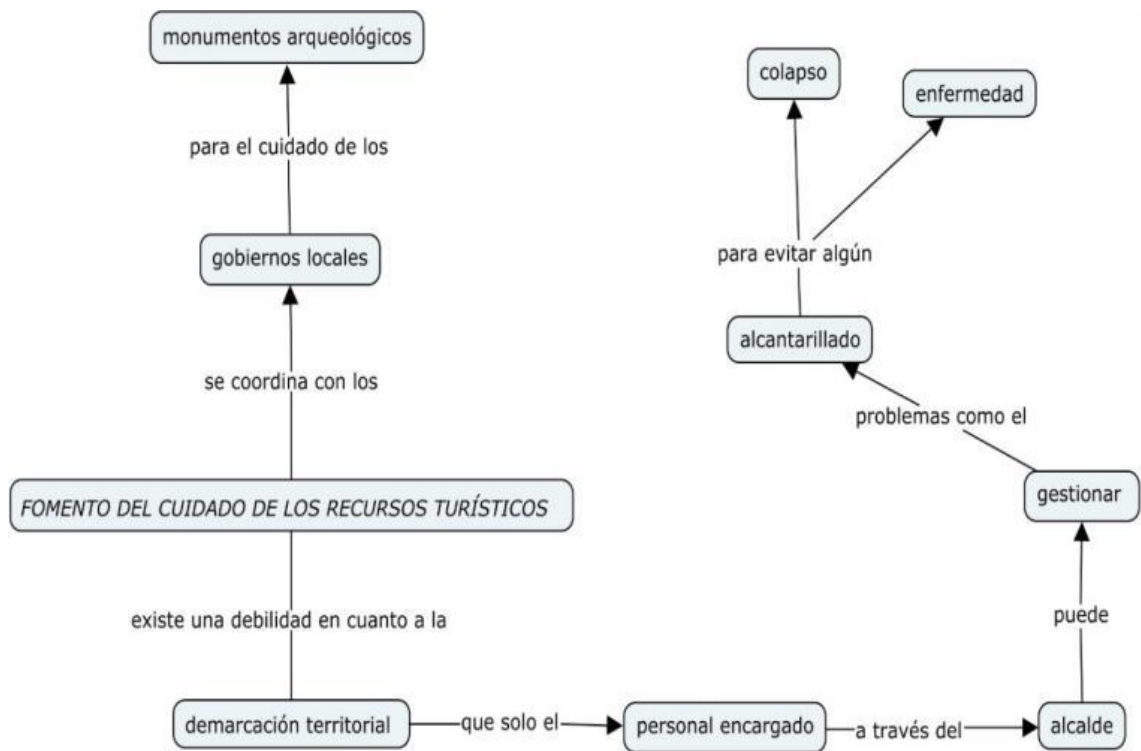 monumentos arqueológicos
colapso
enfermedad
para el cuidado de los
gobiernos locales
para evitar algún
alcantarillado
se coordina con los
problemas como el
FOMENTO DEL CUIDADO DE LOS RECURSOS TURÍSTICOS
gestionar
existe una debilidad en cuanto a la
puede
demarcación territorial
que solo el
personal encargado
a través del
alcalde